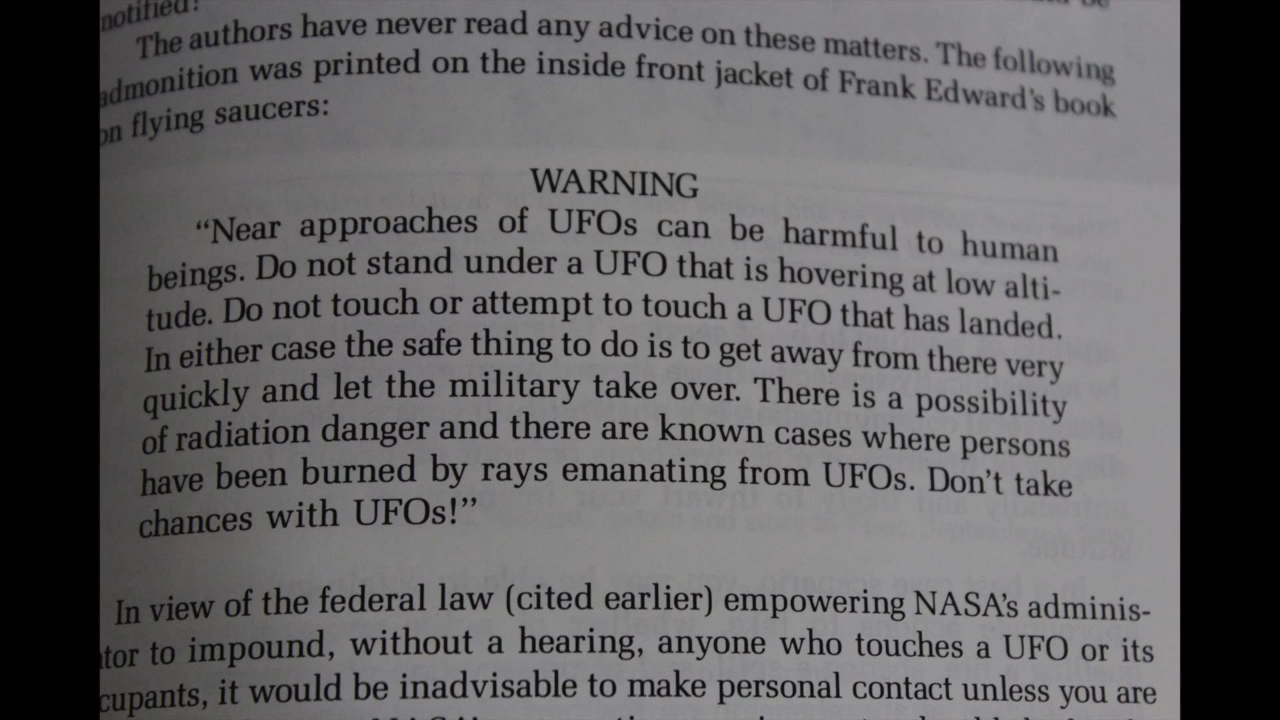 notified?
The authors have never read any advice on these matters. The following
admonition was printed on the inside front jacket of Frank Edward's book
on flying saucers:
WARNING
“Near approaches of UFOs can be harmful to human
beings. Do not stand under a UFO that is hovering at low alti-
tude. Do not touch or attempt to touch a UFO that has landed.
In either case the safe thing to do is to get away from there very
quickly and let the military take over. There is a possibility
of radiation danger and there are known cases where persons
have been burned by rays emanating from UFOs. Don't take
chances with UFOs!”
In view of the federal law (cited earlier) empowering NASA's adminis-
tor to impound, without a hearing, anyone who touches a UFO or its
cupants, it would be inadvisable to make personal contact unless you are